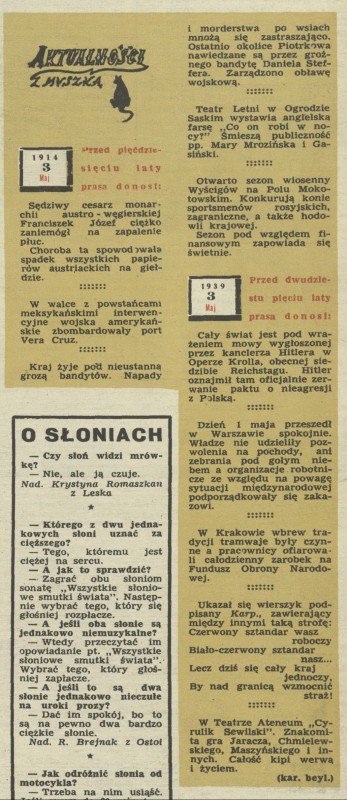 AKTUALNOŚCI
Z MYSZKĄ
1914
3
Maj
Przed pięćdzie-
sięciu laty
prasa donosi:
Sędziwy cesarz monar-
chii austro-węgierskiej
Franciszek Józef ciężko
zaniemógł na zapalenie
płuc.
Choroba ta spowodowała
spadek wszystkich papie-
rów austriackich na gieł-
dzie.
W walce z powstańcami
meksykańskimi interwen-
cyjne wojska amerykań-
skie zbombardowały port
Vera Cruz.
Kraj żyje pod nieustanną
grozą bandytów. Napady
i morderstwa po wsiach
mnożą się zastraszająco.
Ostatnio okolice Piotrkowa
nawiedzane są przez groź-
nego bandytę Daniela Stef-
fera. Zarządzono obławę
wojskową.
Teatr Letni w Ogrodzie
Saskim wystawia angielską
farsę „Co on robi w no-
cy?" Śmieszą publiczność
pp. Mary Mrozińska i Ga-
siński.
Otwarto sezon wiosenny
Wyścigów na Polu Moko-
towskim. Konkurują konie
sportsmenów rosyjskich,
zagraniczne, a także hodo-
wli krajowej.
Sezon pod względem fi-
nansowym zapowiada się
świetnie.
1939
3
Maj
Przed dwudzie-
stu pięciu laty
prasa donosi:
Cały świat jest pod wra-
żeniem mowy wygłoszonej
przez kanclerza Hitlera w
Operze Krolla, obecnej sie-
dzibie Reichstagu. Hitler
oznajmił tam oficjalnie zer-
wanie paktu o nieagresji
z Polską.
Dzień 1 maja przeszedł
w Warszawie spokojnie.
Władze nie udzieliły poz-
wolenia na pochody, ani
zebrania pod gołym nie-
bem a organizacje robotni-
cze ze względu na powagę
sytuacji międzynarodowej
podporządkowały się zaka-
zowi.
W Krakowie wbrew tra-
dycji tramwaje były czyn-
ne a pracownicy ofiarowa-
li całodzienny zarobek na
Fundusz Obrony Narodo-
wej.
Ukazał się wierszyk pod-
pisany Karp., zawierający
między innymi taką strofę:
Czerwony sztandar wasz
roboczy
Biało-czerwony sztandar
nasz...
Lecz dziś się cały kraj
jednoczy,
By nad granicą wzmocnić
straż!
W Teatrze Ateneum „Cy-
rulik Sewilski". Znakomi-
ta gra Jaracza, Chmielew-
skiego, Maszyńskiego i in-
nych. Całość kipi werwą
i życiem.
(kar. beyl.)
O SŁONIACH
— Czy słoń widzi mrów-
kę?
— Nie, ale ją czuje.
Nad. Krystyna Romaszkan
z Leska
— Którego z dwu jedna-
kowych słoni uznać za
cięższego?
— Tego, któremu jest
ciężej na sercu.
— A jak to sprawdzić?
— Zagrać obu słoniom
sonatę „Wszystkie słonio-
we smutki świata". Następ-
nie wybrać tego, który się
głośniej rozpłacze.
— A jeśli oba słonie są
jednakowo niemuzykalne?
— Wtedy przeczytać im
opowiadanie pt. „Wszystkie
słoniowe smutki świata".
Wybrać tego, który głoś-
niej zapłacze.
— A jeśli to są dwa
słonie jednakowo nieczułe
na uroki prozy?
— Dać im spokój, bo to
są na pewno dwa bardzo
ciężkie słonie.
Nad. R. Brejnak z Ostoi
— Jak odróżnić słonia od
motocykla?
— Trzeba na nim usiąść.